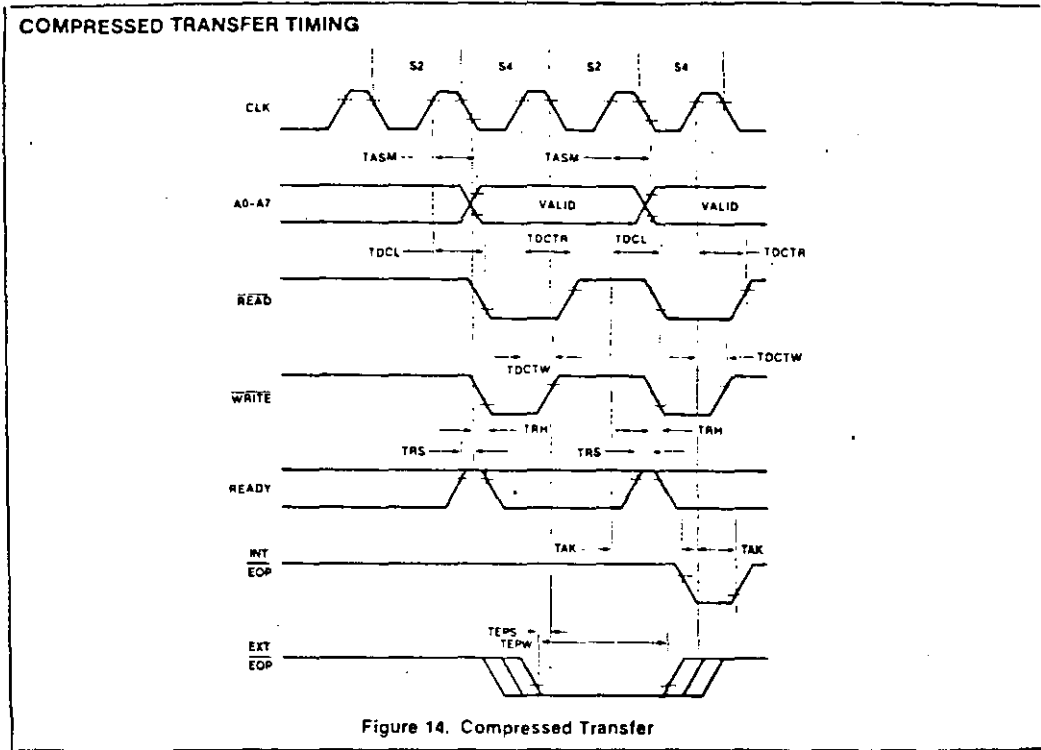 COMPRESSED TRANSFER TIMING
S2 S4 S2 S4
CLK
TASM TASM
A0-A7 VALID VALID
TDCL TDCTR TDCL TDCTR
READ
TDCTW TDCTW
WRITE
TRH TRH
TRS TRS
READY
TAK TAK
INT
EOP
TEPS
TEPW
EXT
EOP
Figure 14. Compressed Transfer